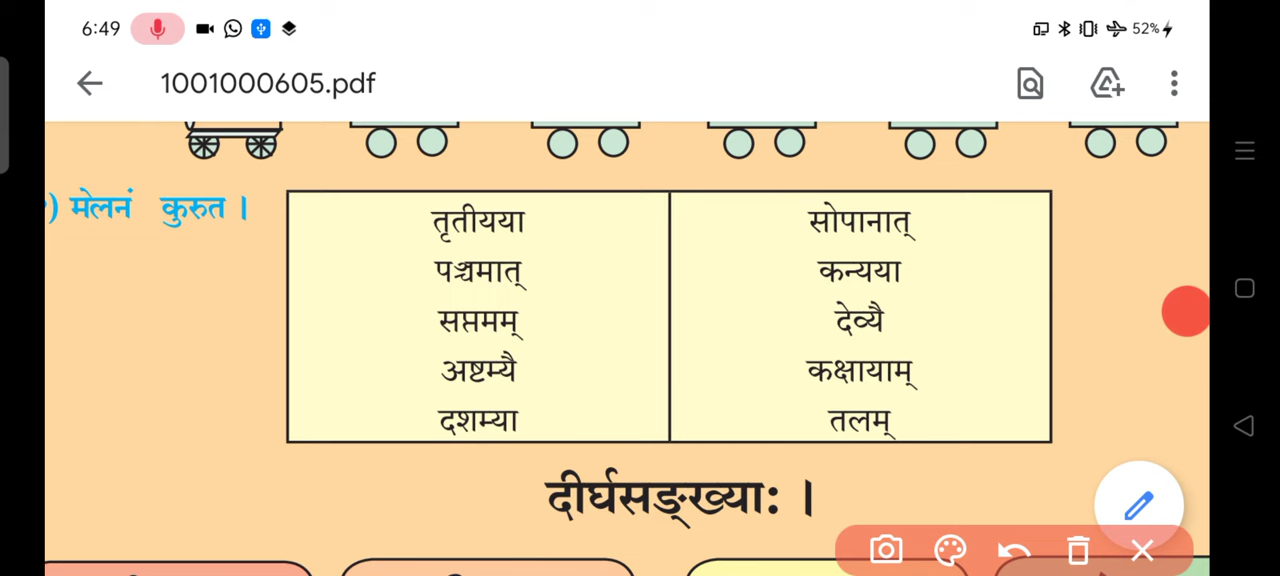 6:49 52%
1001000605.pdf
) मेलनं कुरुत ।
तृतीयया सोपानात्
पञ्चमात् कन्यया
सप्तमम् देव्यै
अष्टम्यै कक्षायाम्
दशम्या तलम्
दीर्घसङ्ख्याः ।